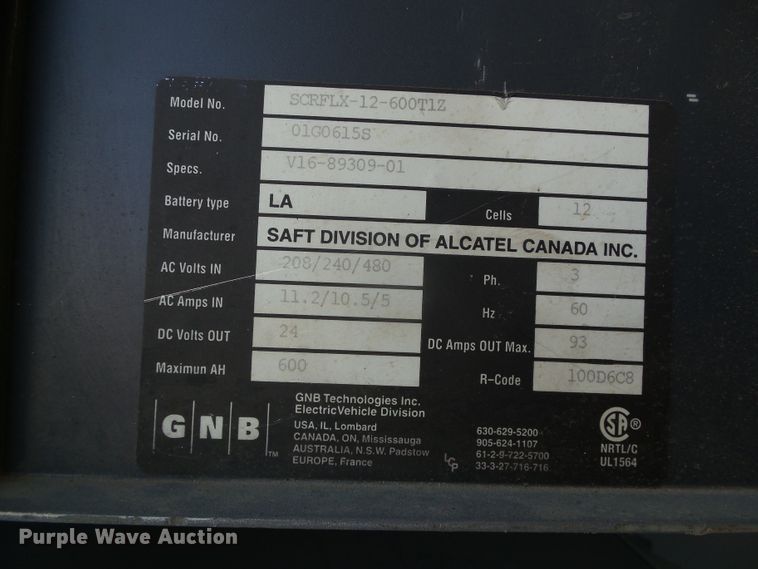 Model No. SCRFLX-12-600T1Z
Serial No. 01G0615S
Specs. V16-89309-01
Battery type LA Cells 12
Manufacturer SAFT DIVISION OF ALCATEL CANADA INC.
AC Volts IN 208/240/480 Ph. 3
AC Amps IN 11.2/10.5/5 Hz 60
DC Volts OUT 24 DC Amps OUT Max. 93
Maximun AH 600 R-Code 100D6C8
GNB TM
GNB Technologies Inc.
ElectricVehicle Division
USA, IL, Lombard 630-629-5200
CANADA, ON, Mississauga 905-624-1107
AUSTRALIA, N.S.W. Padstow 61-2-9-722-5700
EUROPE, France 33-3-27-716-716
LCP
SA ®
NRTL/C
UL1564
Purple Wave Auction